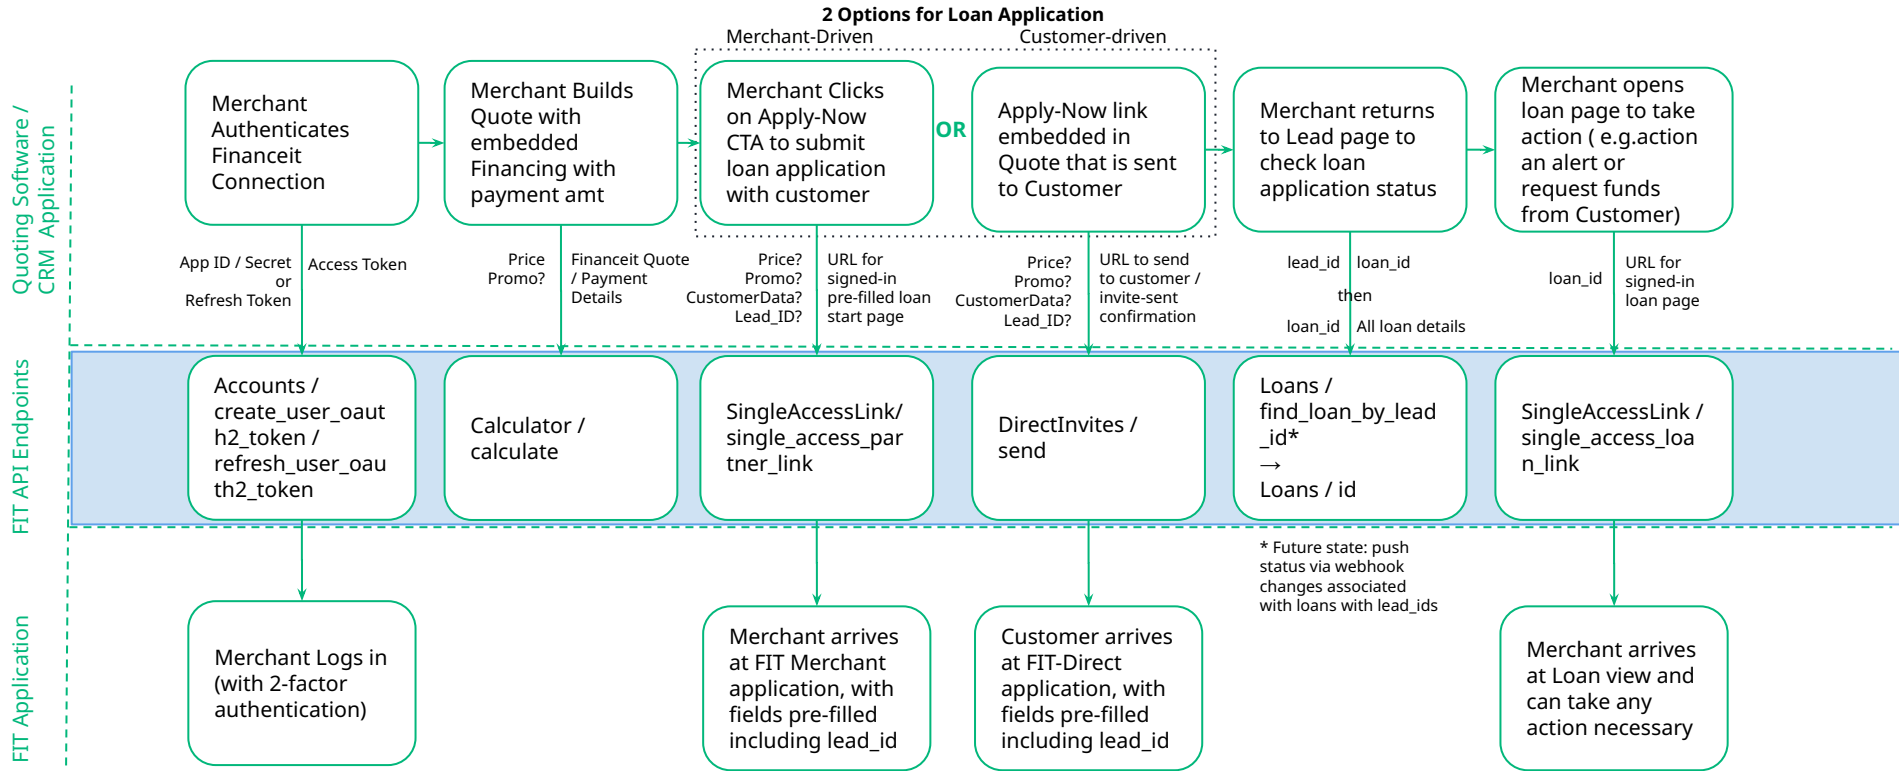 2 Options for Loan Application
Merchant-Driven
Customer-driven
Quoting Software /
CRM Application
Merchant
Authenticates
Financeit
Connection
Merchant Builds
Quote with
embedded
Financing with
payment amt
Merchant Clicks
on Apply-Now
CTA to submit
loan application
with customer
OR
Apply-Now link
embedded in
Quote that is sent
to Customer
Merchant returns
to Lead page to
check loan
application status
Merchant opens
loan page to take
action ( e.g.action
an alert or
request funds
from Customer)
App ID / Secret
or
Refresh Token
Access Token
Price
Promo?
Financeit Quote
/ Payment
Details
Price?
Promo?
CustomerData?
Lead_ID?
URL for
signed-in
pre-filled loan
start page
Price?
Promo?
CustomerData?
Lead_ID?
URL to send
to customer /
invite-sent
confirmation
lead_id
loan_id
then
loan_id
All loan details
loan_id
URL for
signed-in
loan page
FIT API Endpoints
Accounts /
create_user_oaut
h2_token /
refresh_user_oau
th2_token
Calculator /
calculate
SingleAccessLink/
single_access_par
tner_link
DirectInvites /
send
Loans /
find_loan_by_lead
_id*
→
Loans / id
SingleAccessLink /
single_access_loa
n_link
* Future state: push
status via webhook
changes associated
with loans with lead_ids
FIT Application
Merchant Logs in
(with 2-factor
authentication)
Merchant arrives
at FIT Merchant
application, with
fields pre-filled
including lead_id
Customer arrives
at FIT-Direct
application, with
fields pre-filled
including lead_id
Merchant arrives
at Loan view and
can take any
action necessary